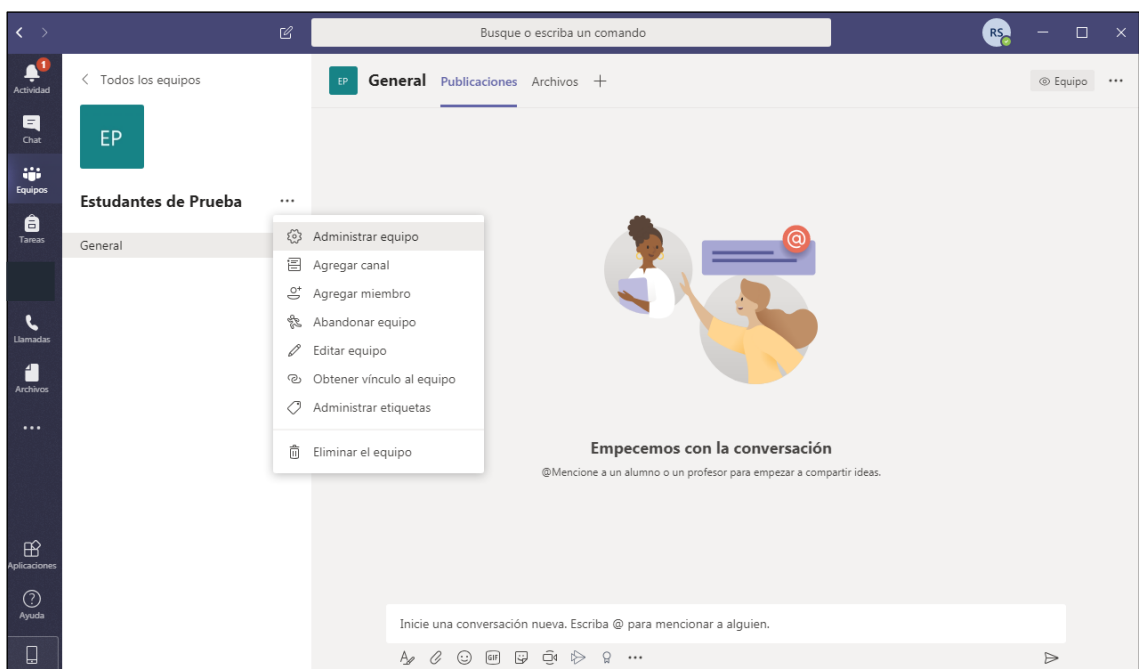 Busque o escriba un comando
RS
1
Actividad
Chat
Equipos
Tareas
Llamadas
Archivos
Aplicaciones
Ayuda
Todos los equipos
EP
Estudantes de Prueba
General
Administrar equipo
Agregar canal
Agregar miembro
Abandonar equipo
Editar equipo
Obtener vínculo al equipo
Administrar etiquetas
Eliminar el equipo
EP General Publicaciones Archivos
Equipo
@
Empecemos con la conversación
@Mencione a un alumno o un profesor para empezar a compartir ideas.
Inicie una conversación nueva. Escriba @ para mencionar a alguien.
GIF